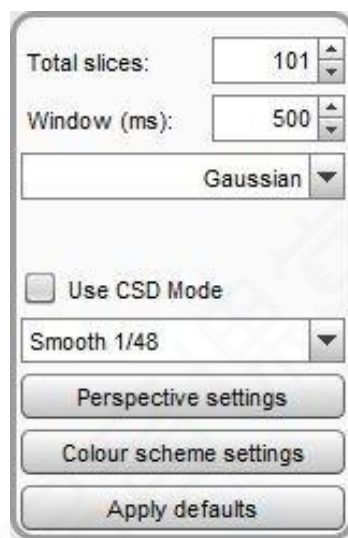 Total slices: 101
Window (ms): 500
Gaussian
Use CSD Mode
Smooth 1/48
Perspective settings
Colour scheme settings
Apply defaults